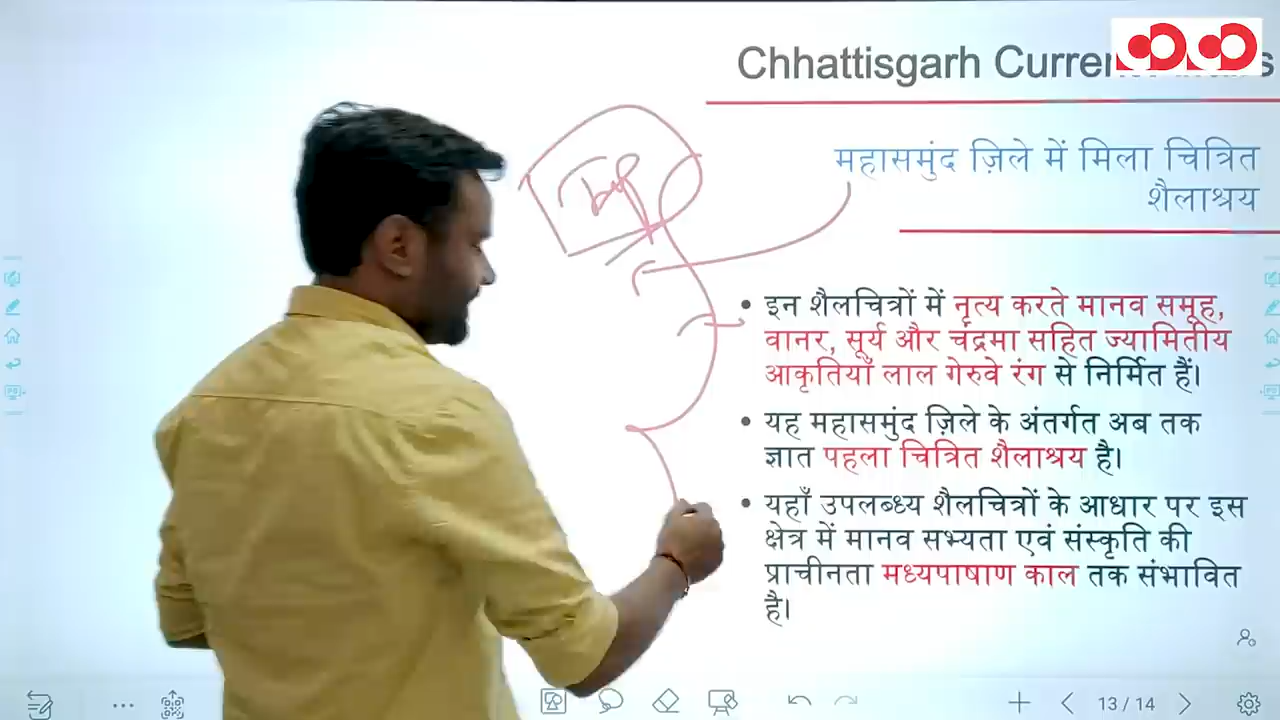 Chhattisgarh
महासमुंद ज़िले में मिला चित्रित
शैलाश्रय
• इन शैलचित्रों में नृत्य करते मानव समूह,
वानर, सूर्य और चंद्रमा सहित ज्यामितीय
आकृतियाँ लाल गेरुवे रंग से निर्मित हैं।
• यह महासमुंद ज़िले के अंतर्गत अब तक
ज्ञात पहला चित्रित शैलाश्रय है।
• यहाँ उपलब्ध्य शैलचित्रों के आधार पर इस
क्षेत्र में मानव सभ्यता एवं संस्कृति की
प्राचीनता मध्यपाषाण काल तक संभावित
है।
13 / 14